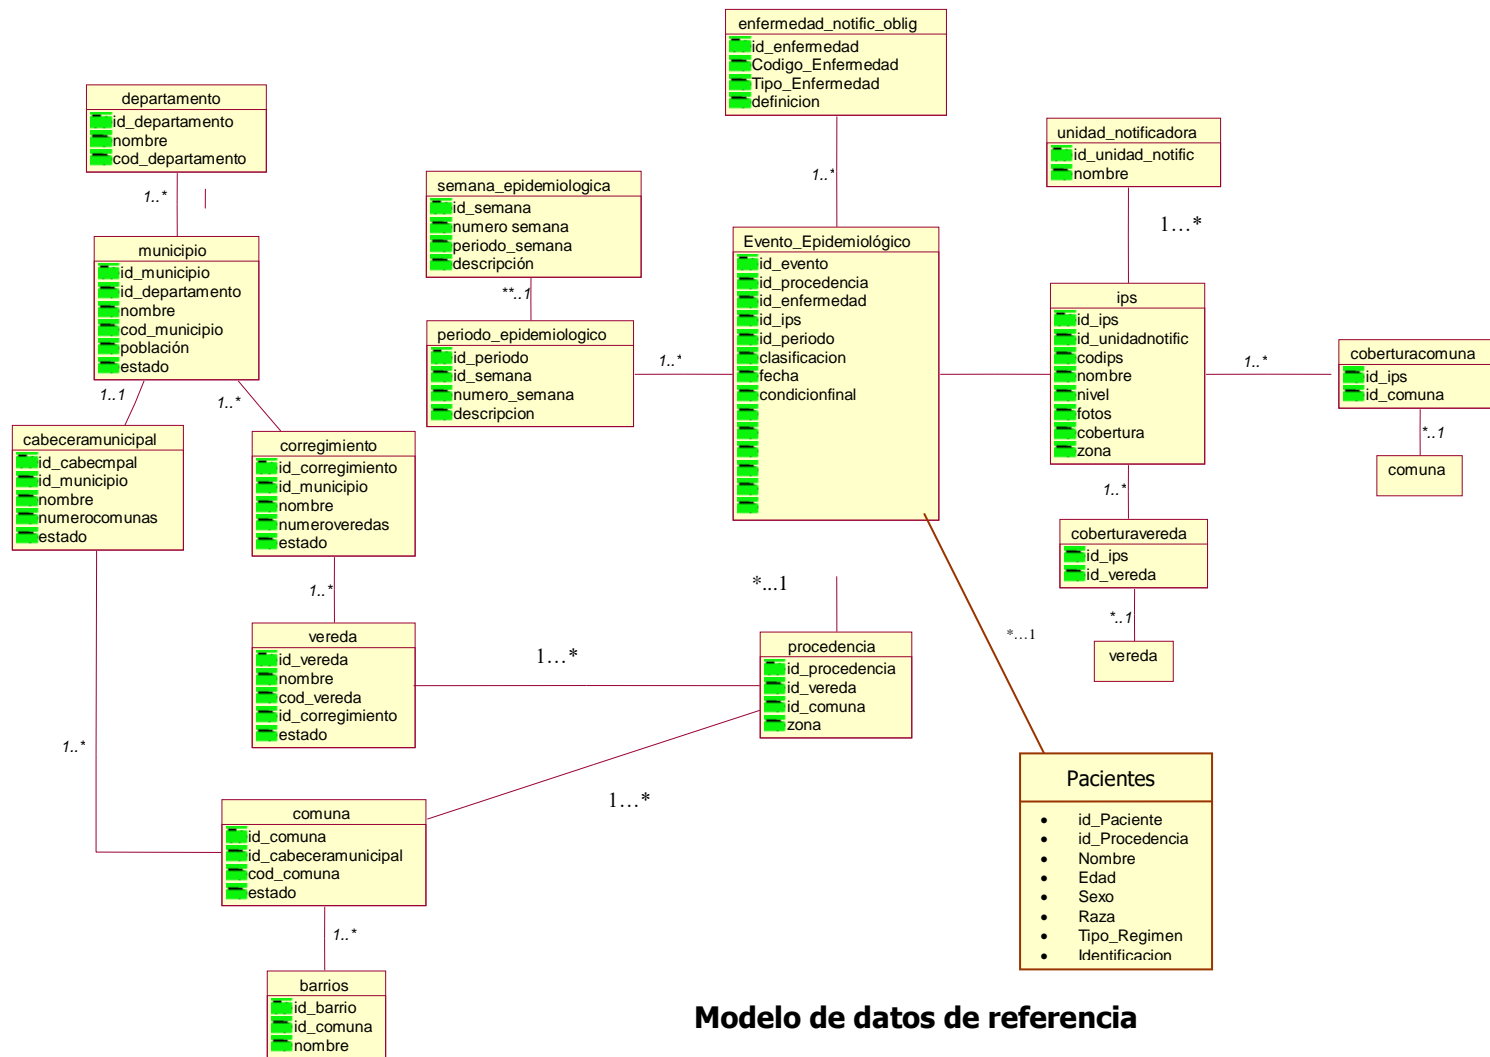 enfermedad_notific_oblig
id_enfermedad
Codigo_Enfermedad
Tipo_Enfermedad
definicion
departamento
id_departamento
nombre
cod_departamento
1..*
unidad_notificadora
id_unidad_notific
nombre
1…*
semana_epidemiologica
id_semana
numero semana
periodo_semana
descripción
**..1
1..*
municipio
id_municipio
id_departamento
nombre
cod_municipio
población
estado
1..1
1..*
Evento_Epidemiológico
id_evento
id_procedencia
id_enfermedad
id_ips
id_periodo
clasificacion
fecha
condicionfinal
periodo_epidemiologico
id_periodo
id_semana
numero_semana
descripcion
1..*
ips
id_ips
id_unidadnotific
codips
nombre
nivel
fotos
cobertura
zona
1..*
1..*
coberturacomuna
id_ips
id_comuna
*..1
comuna
cabeceramunicipal
id_cabecmpal
id_municipio
nombre
numerocomunas
estado
corregimiento
id_corregimiento
id_municipio
nombre
numeroveredas
estado
1..*
coberturavereda
id_ips
id_vereda
*..1
vereda
*...1
*…1
vereda
id_vereda
nombre
cod_vereda
id_corregimiento
estado
1…*
procedencia
id_procedencia
id_vereda
id_comuna
zona
1..*
1…*
Pacientes
• id_Paciente
• id_Procedencia
• Nombre
• Edad
• Sexo
• Raza
• Tipo_Regimen
• Identificacion
comuna
id_comuna
id_cabeceramunicipal
cod_comuna
estado
1..*
barrios
id_barrio
id_comuna
nombre
Modelo de datos de referencia